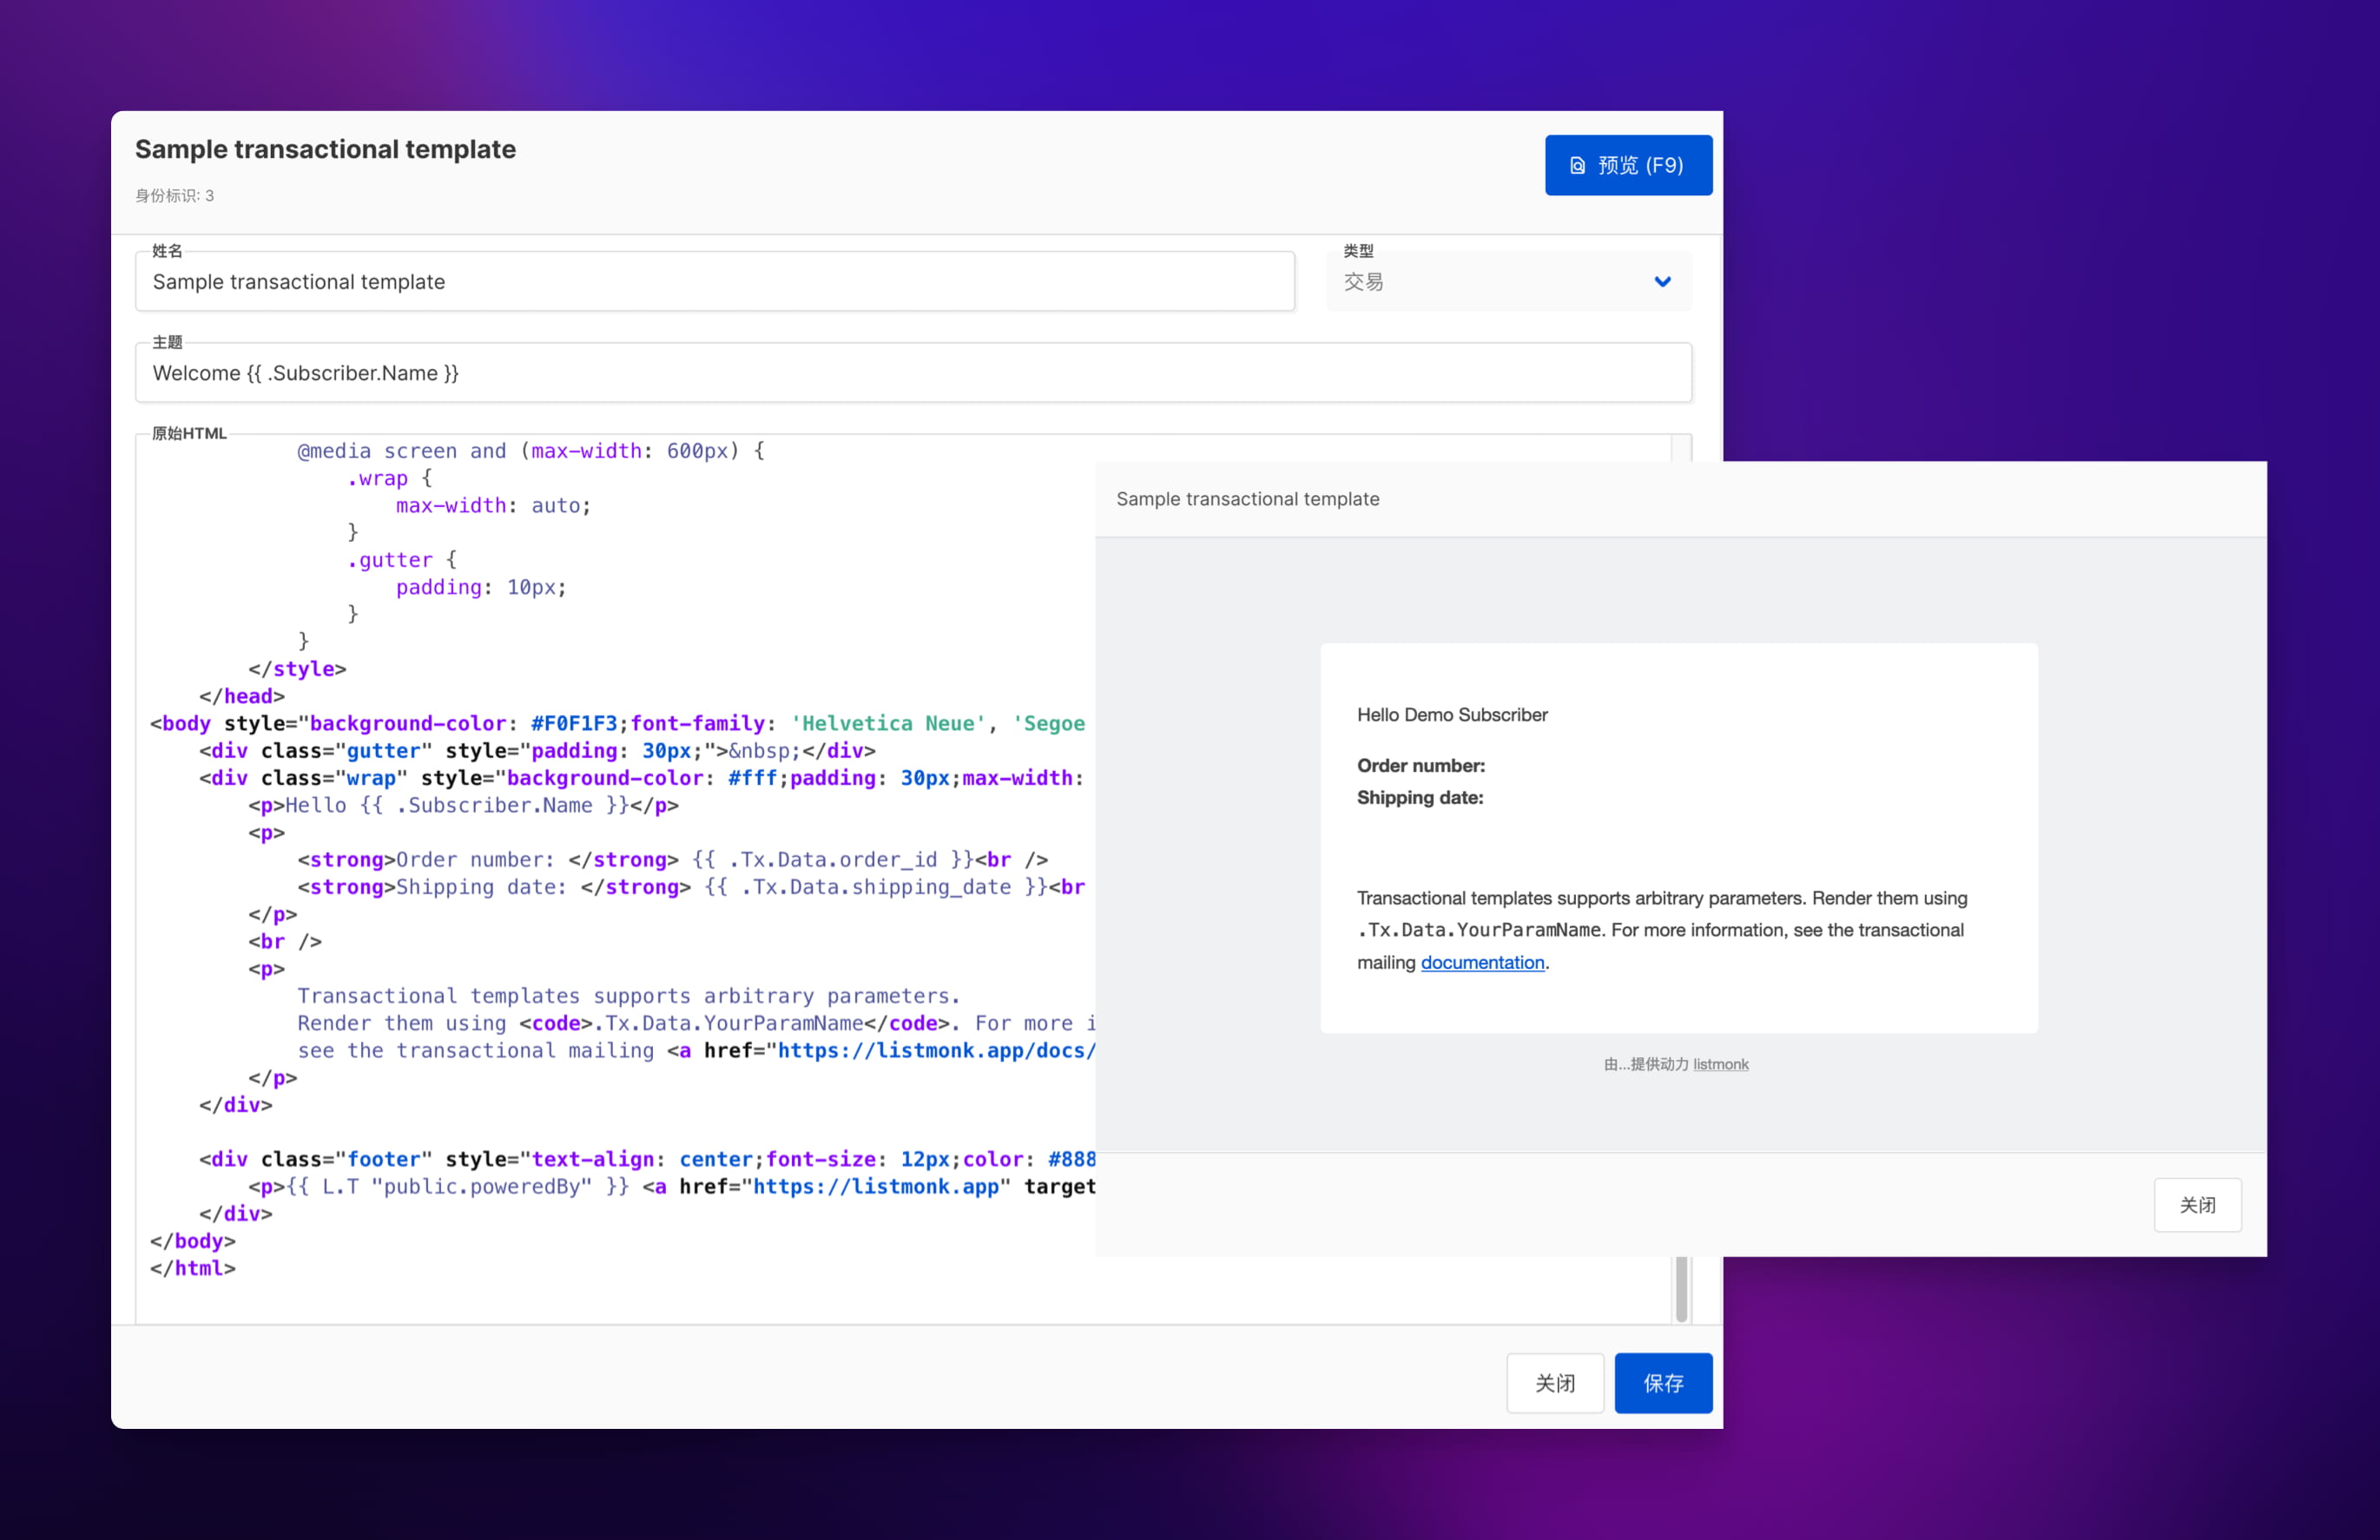 Sample transactional template
身份标识: 3
预览 (F9)
姓名
Sample transactional template
类型
交易
主题
Welcome {{ .Subscriber.Name }}
原始HTML
@media screen and (max-width: 600px) {
.wrap {
max-width: auto;
}
.gutter {
padding: 10px;
}
}
</style>
</head>
<body style="background-color: #F0F1F3;font-family: 'Helvetica Neue', 'Segoe
<div class="gutter" style="padding: 30px;">&nbsp;</div>
<div class="wrap" style="background-color: #fff;padding: 30px;max-width:
<p>Hello {{ .Subscriber.Name }}</p>
<p>
<strong>Order number: </strong> {{ .Tx.Data.order_id }}<br />
<strong>Shipping date: </strong> {{ .Tx.Data.shipping_date }}<br
</p>
<br />
<p>
Transactional templates supports arbitrary parameters.
Render them using <code>.Tx.Data.YourParamName</code>. For more i
see the transactional mailing <a href="https://listmonk.app/docs/
</p>
</div>
<div class="footer" style="text-align: center;font-size: 12px;color: #888
<p>{{ L.T "public.poweredBy" }} <a href="https://listmonk.app" target
</div>
</body>
</html>
关闭
保存
Sample transactional template
Hello Demo Subscriber
Order number:
Shipping date:
Transactional templates supports arbitrary parameters. Render them using
.Tx.Data.YourParamName. For more information, see the transactional
mailing documentation.
由...提供动力 listmonk
关闭